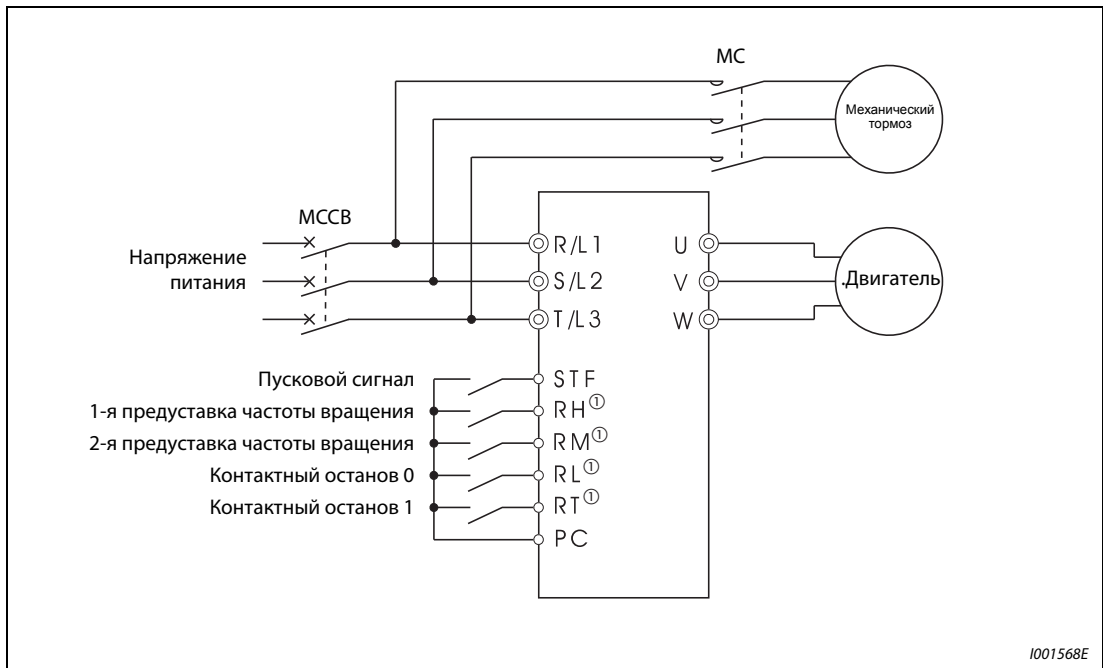 MC
Механический
тормоз
MCCB
Напряжение
питания
R/L1
S/L2
T/L3
U
V
W
.Двигатель
Пусковой сигнал
STF
1-я предуставка частоты вращения
RH①
2-я предуставка частоты вращения
RM①
Контактный останов 0
RL①
Контактный останов 1
RT①
PC
I001568E